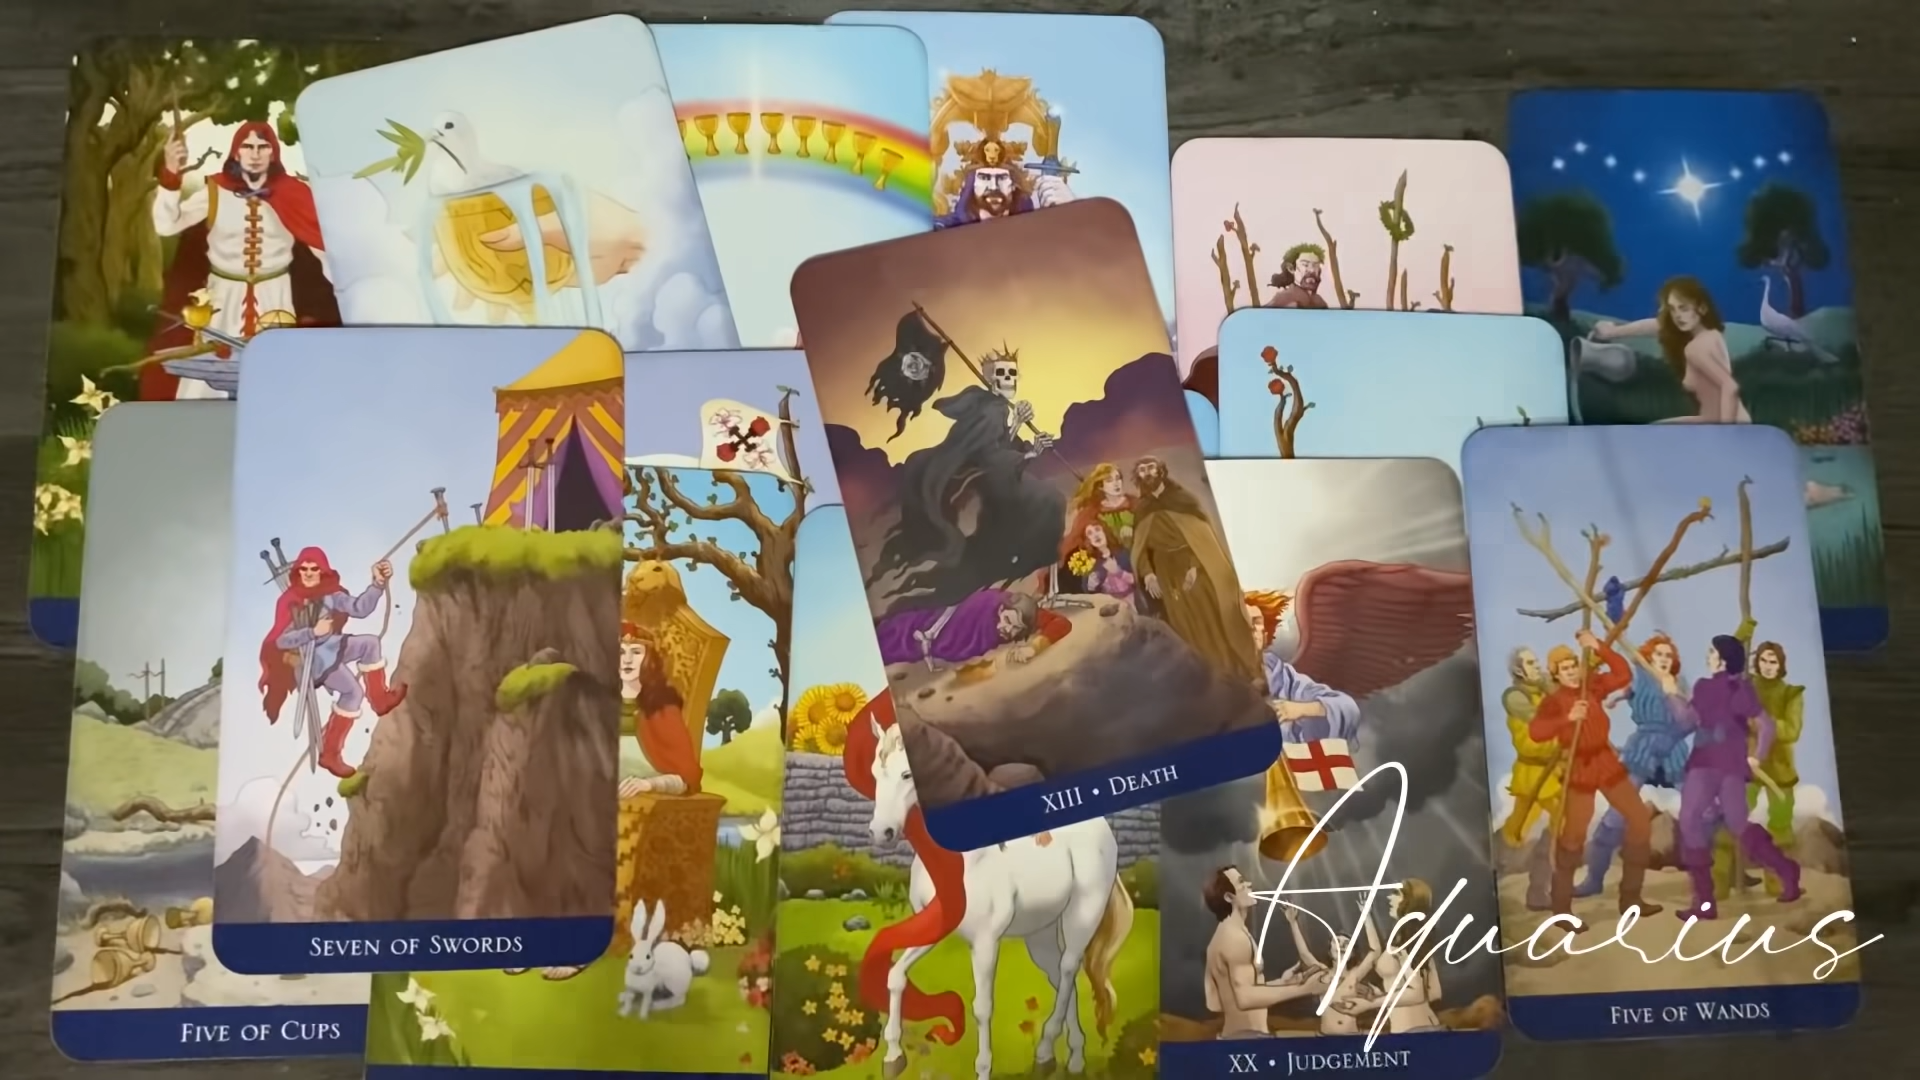 XIII • DEATH
SEVEN OF SWORDS
FIVE OF CUPS
XX • JUDGEMENT
FIVE OF WANDS
Aquarius